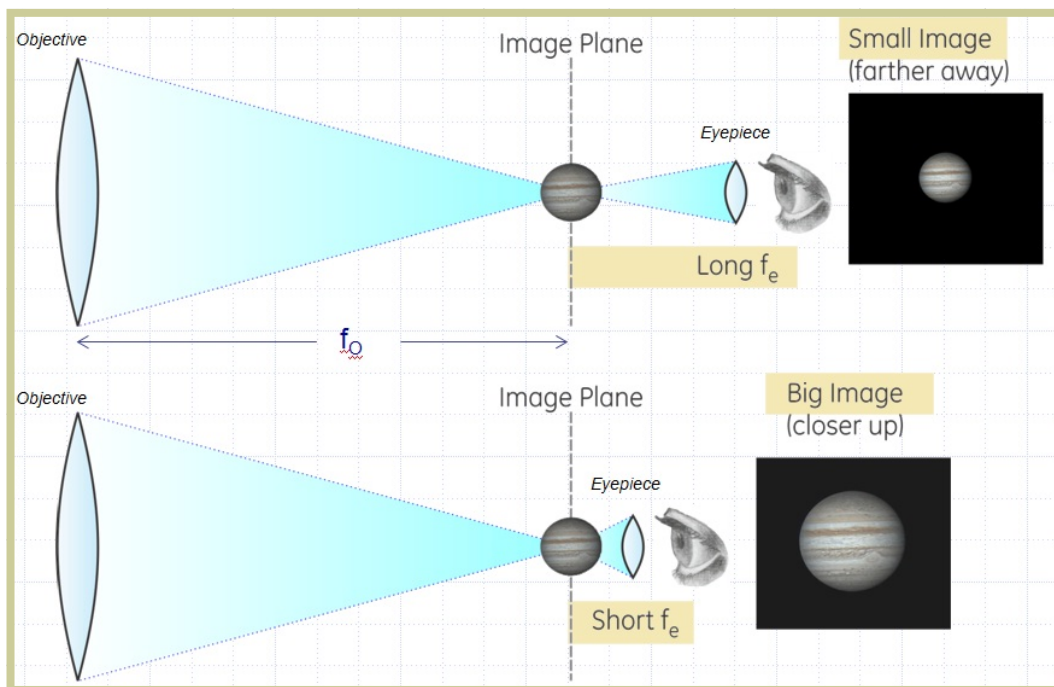 Objective
Image Plane
Small Image
(farther away)
Eyepiece
Long fe
fO
Objective
Image Plane
Big Image
(closer up)
Eyepiece
Short fe